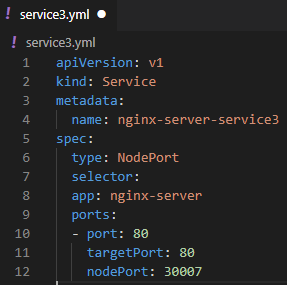 ! service3.yml ●
! service3.yml
1 apiVersion: v1
2 kind: Service
3 metadata:
4   name: nginx-server-service3
5 spec:
6   type: NodePort
7   selector:
8   app: nginx-server
9   ports:
10   - port: 80
11     targetPort: 80
12     nodePort: 30007